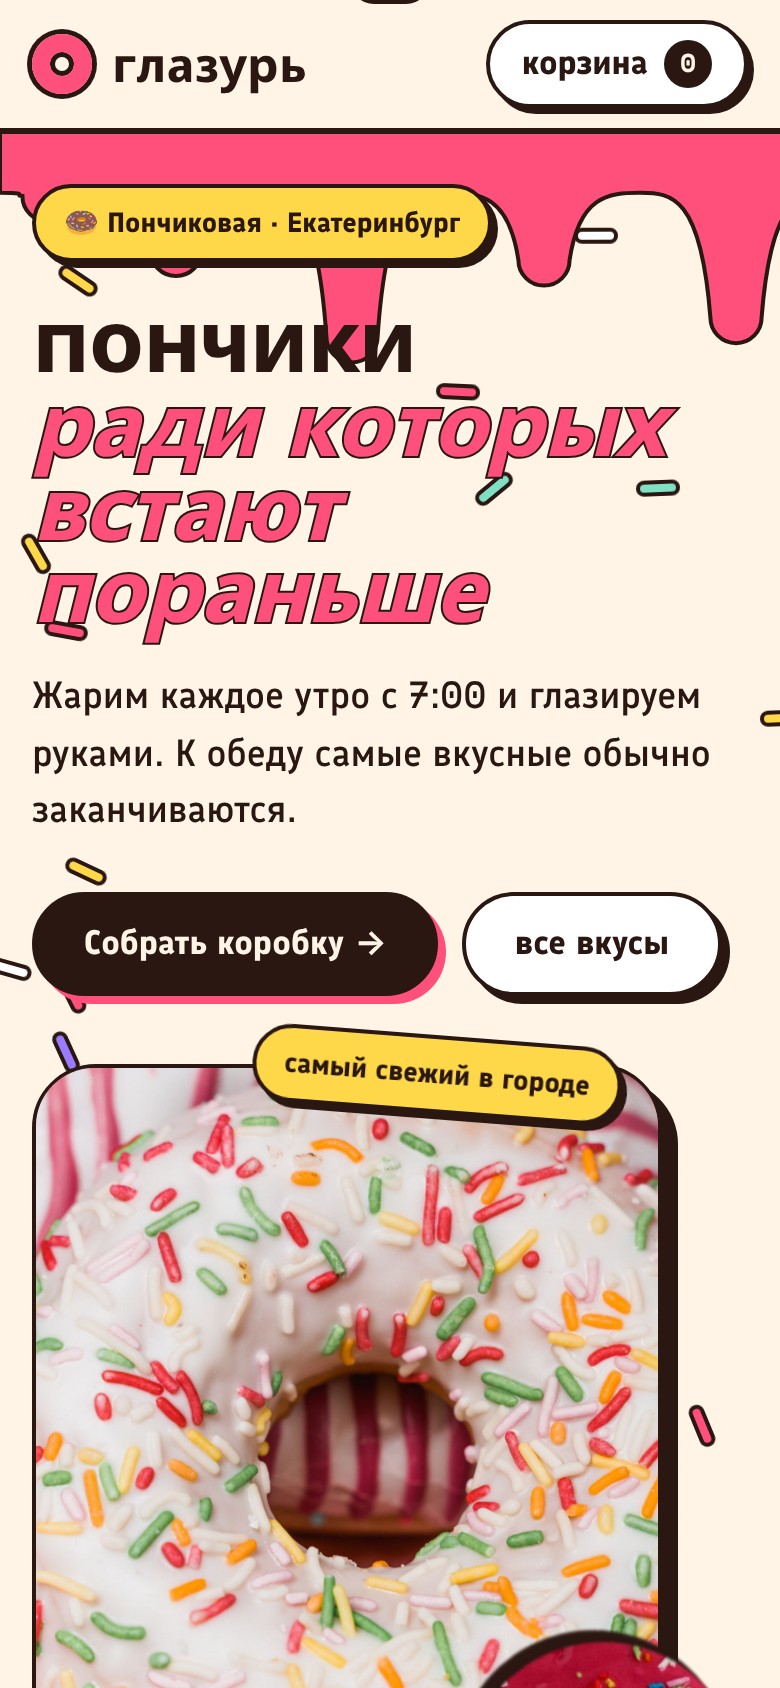 глазурь
корзина 0
Пончиковая · Екатеринбург
пончики
ради которых
встают
пораньше
Жарим каждое утро с 7:00 и глазируем
руками. К обеду самые вкусные обычно
заканчиваются.
Собрать коробку →
все вкусы
самый свежий в городе